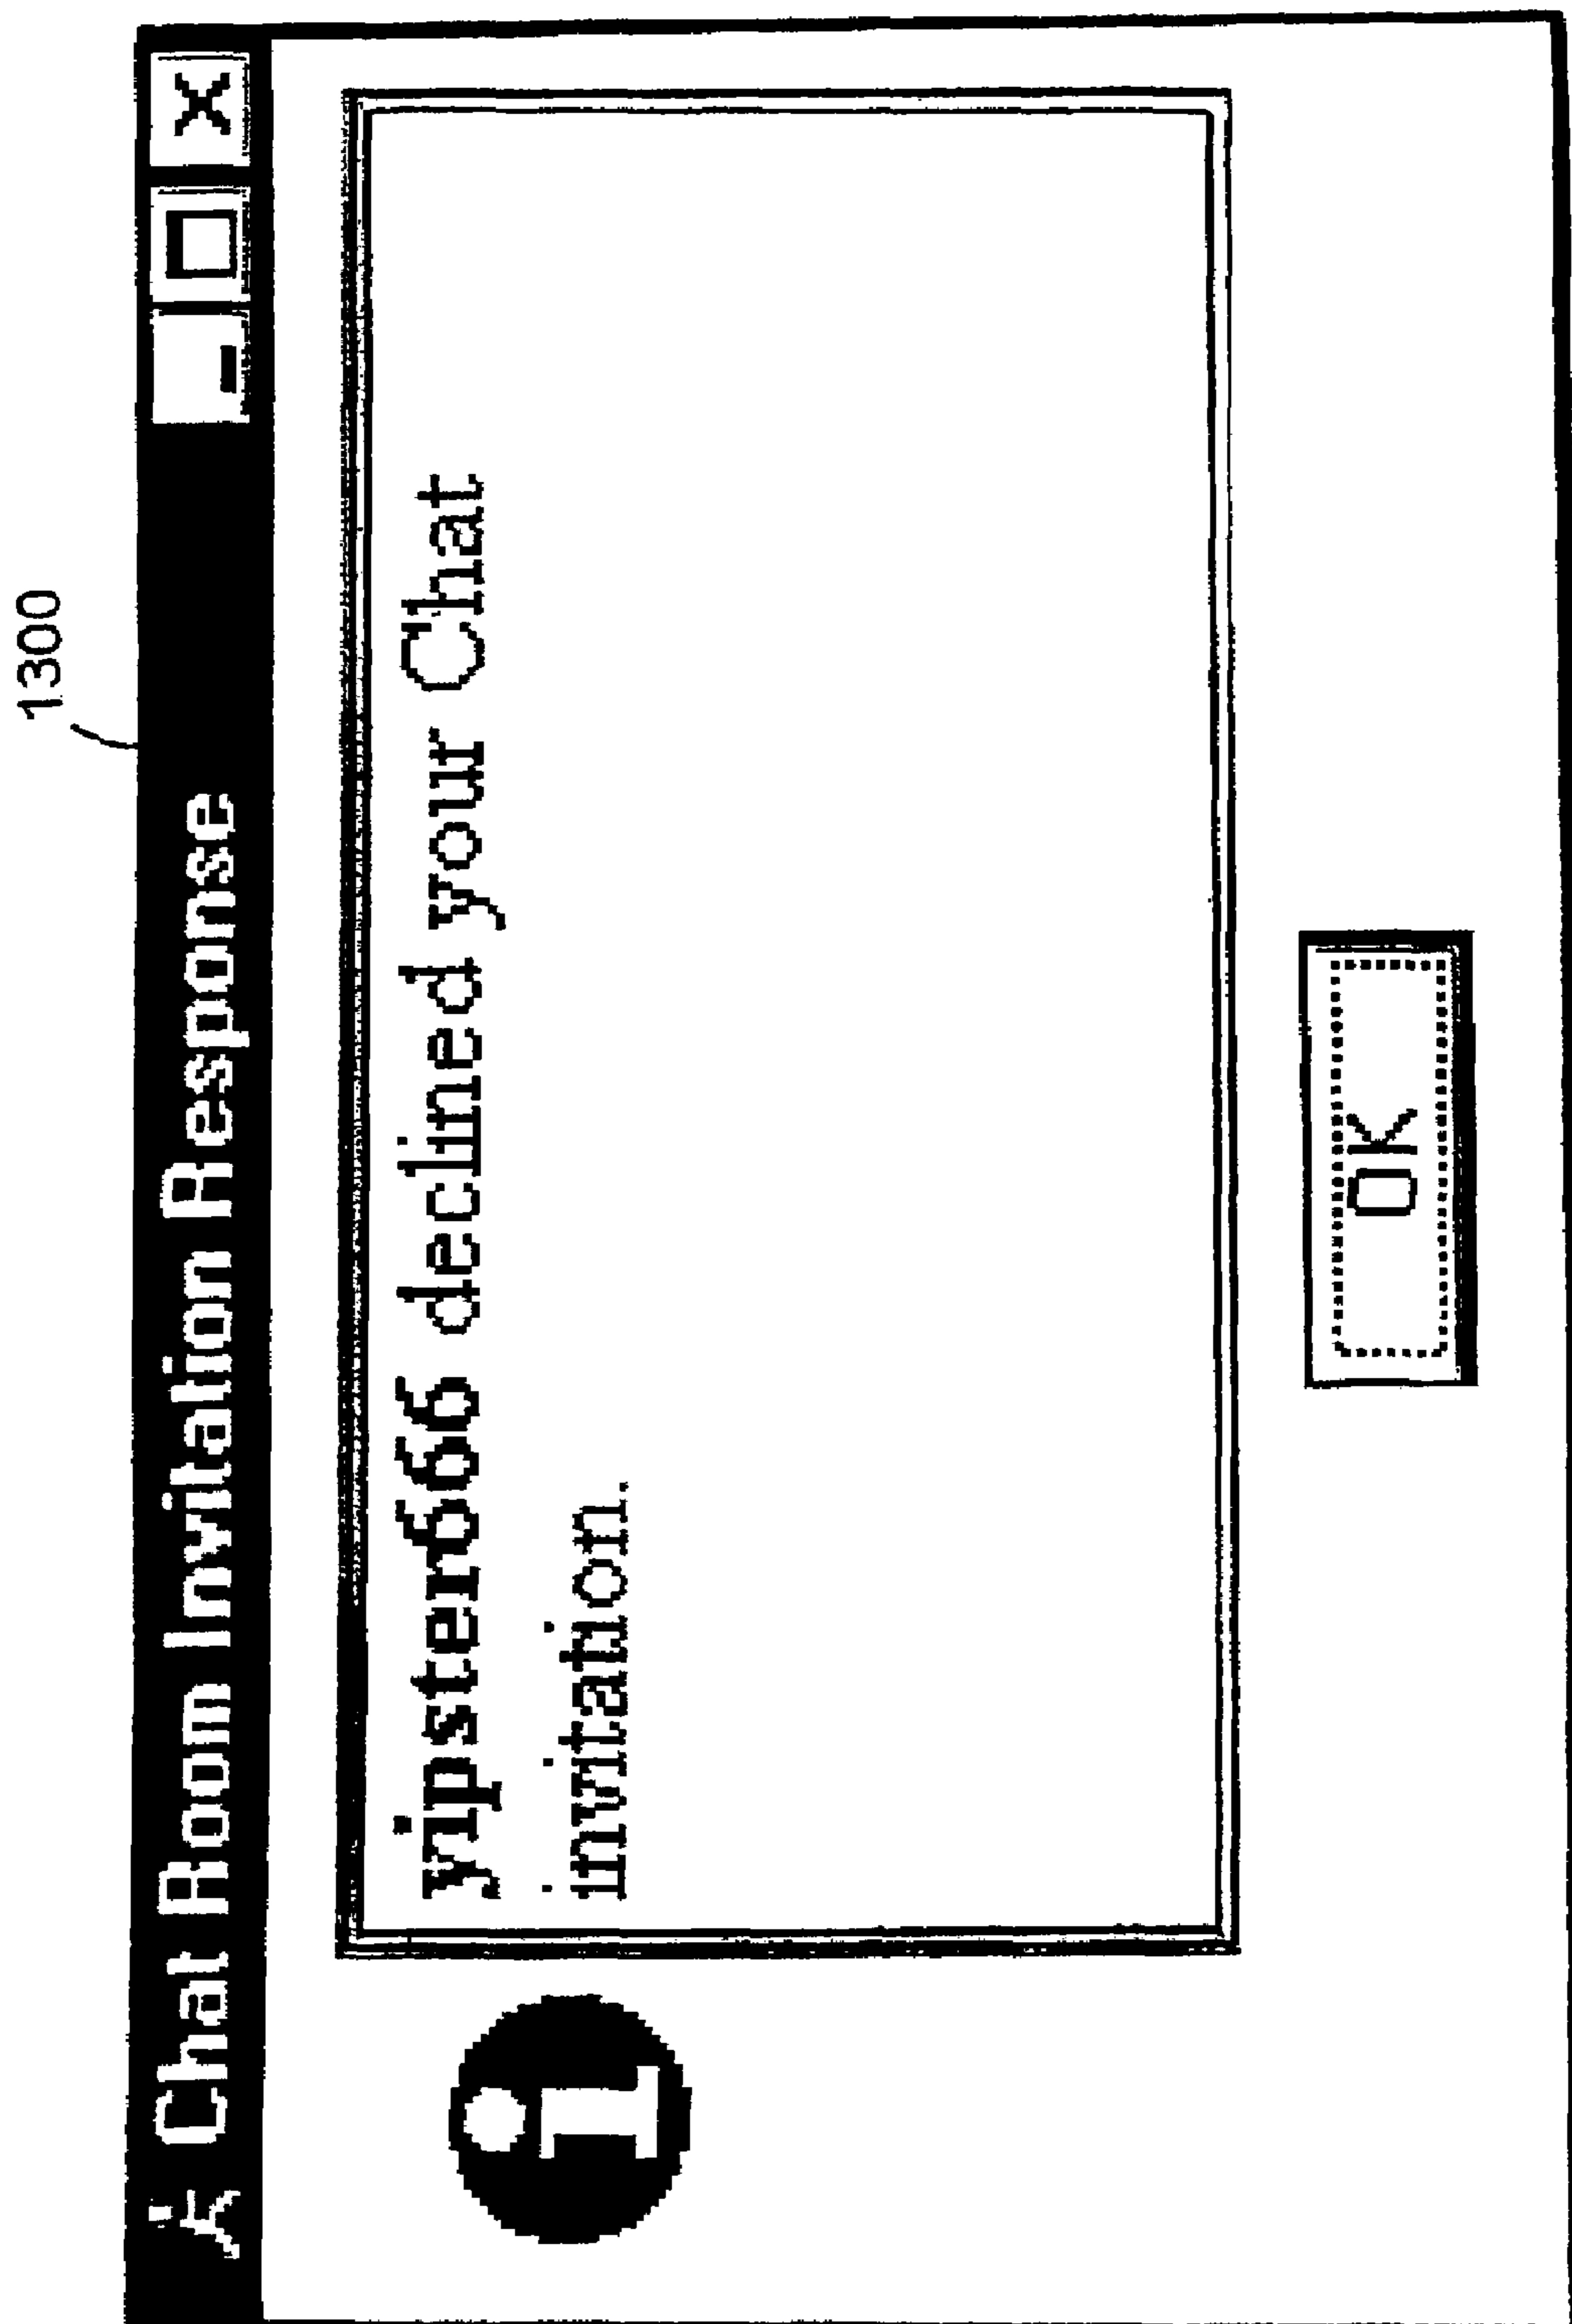 1300
Chat Room Invitation Response
yipster666 declined your Chat
invitation.
OK